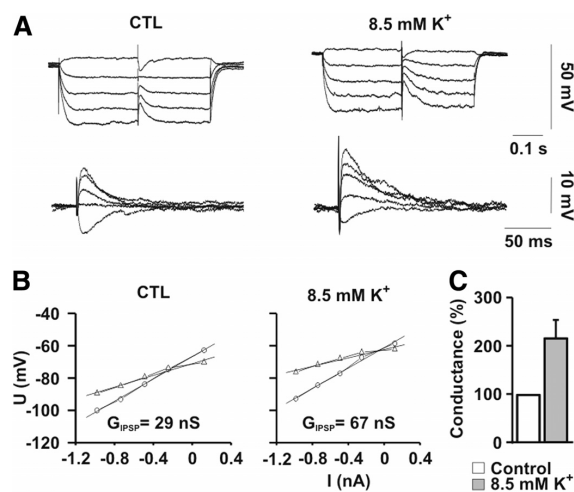 A
CTL
8.5 mM K+
50 mV
0.1 s
10 mV
50 ms
B
CTL
8.5 mM K+
C
U (mV)
-40
-60
-80
-100
-120
GIPSP= 29 nS
GIPSP= 67 nS
-1.2 -0.8 -0.4 0 0.4
-1.2 -0.8 -0.4 0 0.4
I (nA)
Conductance (%)
300
200
100
0
Control
8.5 mM K+